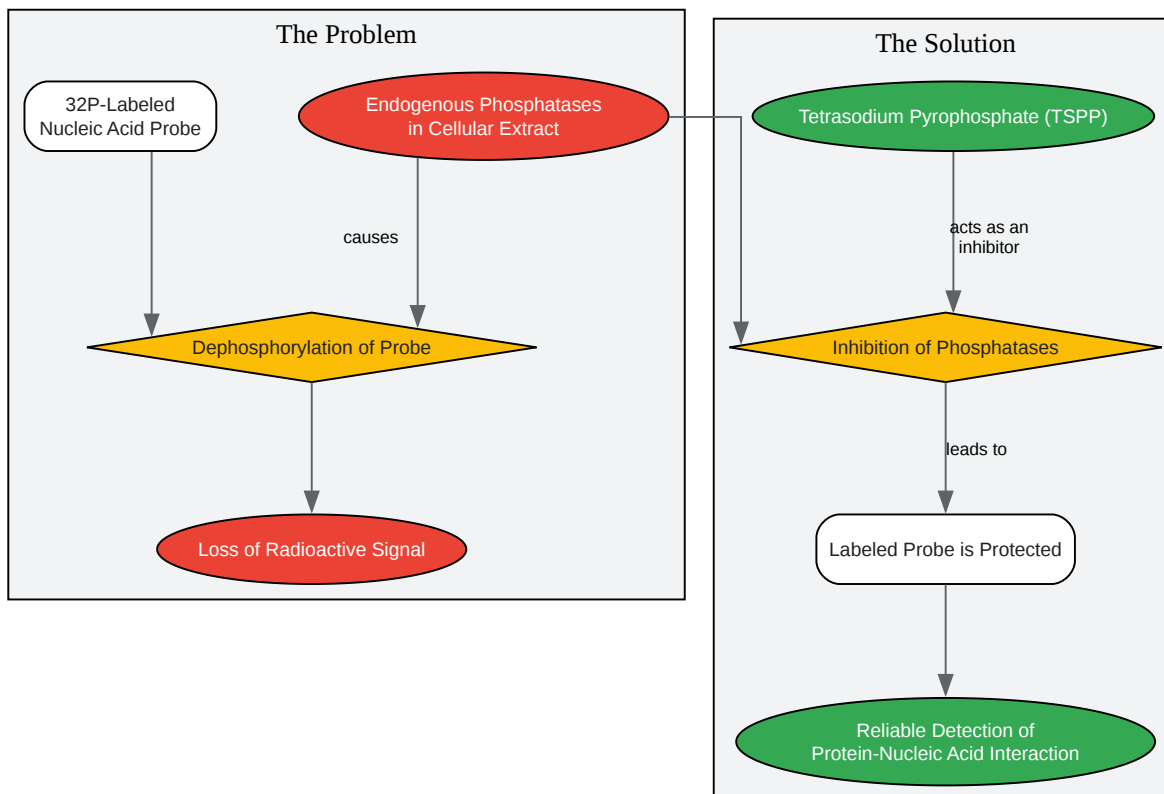 The Problem
32P-Labeled
Nucleic Acid Probe
Endogenous Phosphatases
in Cellular Extract
causes
Dephosphorylation of Probe
Loss of Radioactive Signal
The Solution
Tetrasodium Pyrophosphate (TSPP)
acts as an
inhibitor
Inhibition of Phosphatases
leads to
Labeled Probe is Protected
Reliable Detection of
Protein-Nucleic Acid Interaction